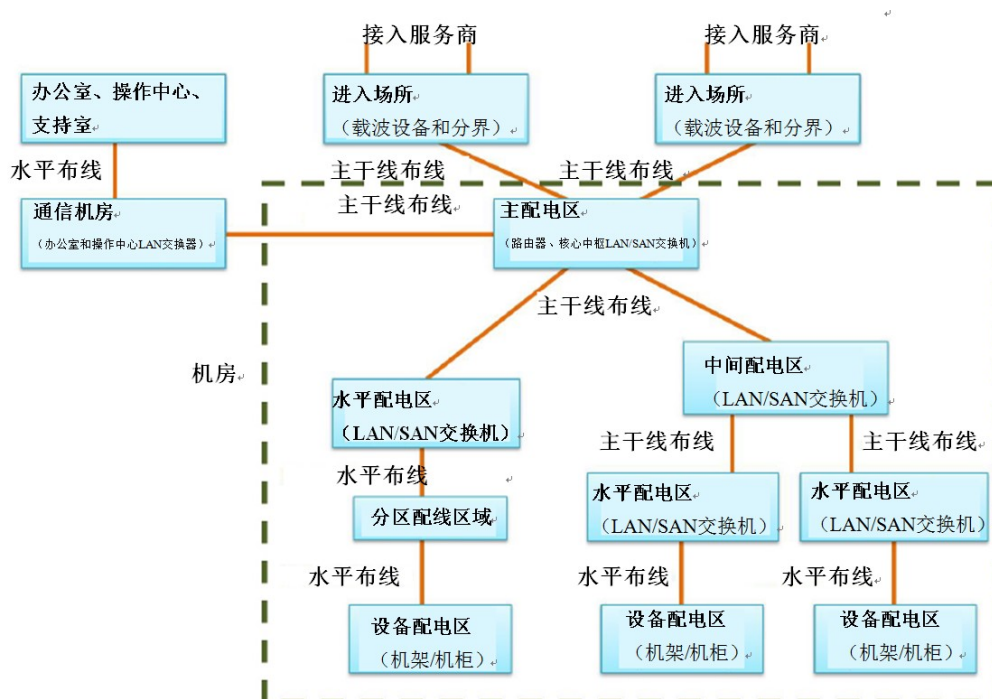 接入服务商
接入服务商
办公室、操作中心、
支持室
进入场所
（载波设备和分界）
进入场所
（载波设备和分界）
水平布线
主干线布线
主干线布线
通信机房
（办公室和操作中心LAN交换器）
主干线布线
主配电区
（路由器、核心中枢LAN/SAN交换机）
主干线布线
机房
水平配电区
（LAN/SAN交换机）
中间配电区
（LAN/SAN交换机）
主干线布线
主干线布线
水平布线
分区配线区域
水平配电区
（LAN/SAN交换机）
水平配电区
（LAN/SAN交换机）
水平布线
水平布线
水平布线
设备配电区
（机架/机柜）
设备配电区
（机架/机柜）
设备配电区
（机架/机柜）